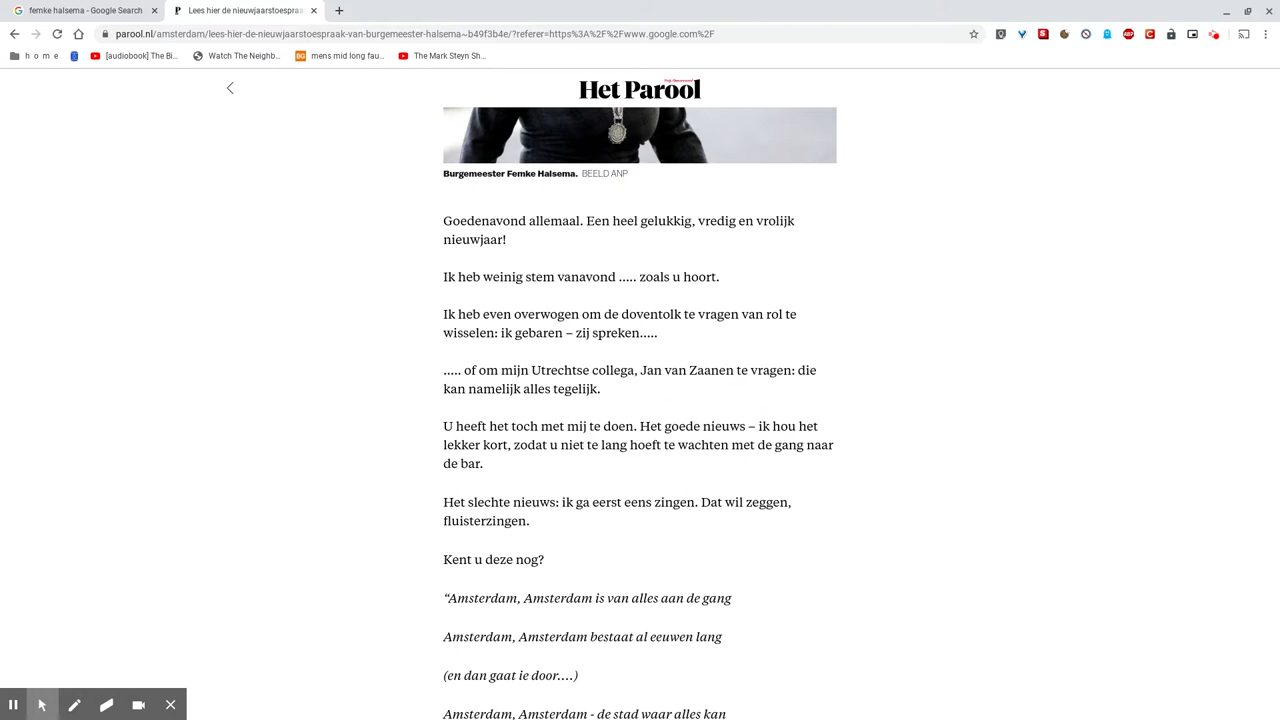 femke halsema - Google Search
Lees hier de nieuwjaarstoespra
parool.nl/amsterdam/lees-hier-de-nieuwjaarstoespraak-van-burgemeester-halsema~b49f3b4e/?referer=https%3A%2F%2Fwww.google.com%2F
h o m e
[audiobook] The Bi...
Watch The Neighb...
BG
mens mid long fau...
The Mark Steyn Sh...
Het Parool
Burgemeester Femke Halsema. BEELD ANP
Goedenavond allemaal. Een heel gelukkig, vredig en vrolijk
nieuwjaar!
Ik heb weinig stem vanavond ..... zoals u hoort.
Ik heb even overwogen om de doventolk te vragen van rol te
wisselen: ik gebaren – zij spreken.....
..... of om mijn Utrechtse collega, Jan van Zaanen te vragen: die
kan namelijk alles tegelijk.
U heeft het toch met mij te doen. Het goede nieuws – ik hou het
lekker kort, zodat u niet te lang hoeft te wachten met de gang naar
de bar.
Het slechte nieuws: ik ga eerst eens zingen. Dat wil zeggen,
fluisterzingen.
Kent u deze nog?
“Amsterdam, Amsterdam is van alles aan de gang
Amsterdam, Amsterdam bestaat al eeuwen lang
(en dan gaat ie door....)
Amsterdam, Amsterdam - de stad waar alles kan